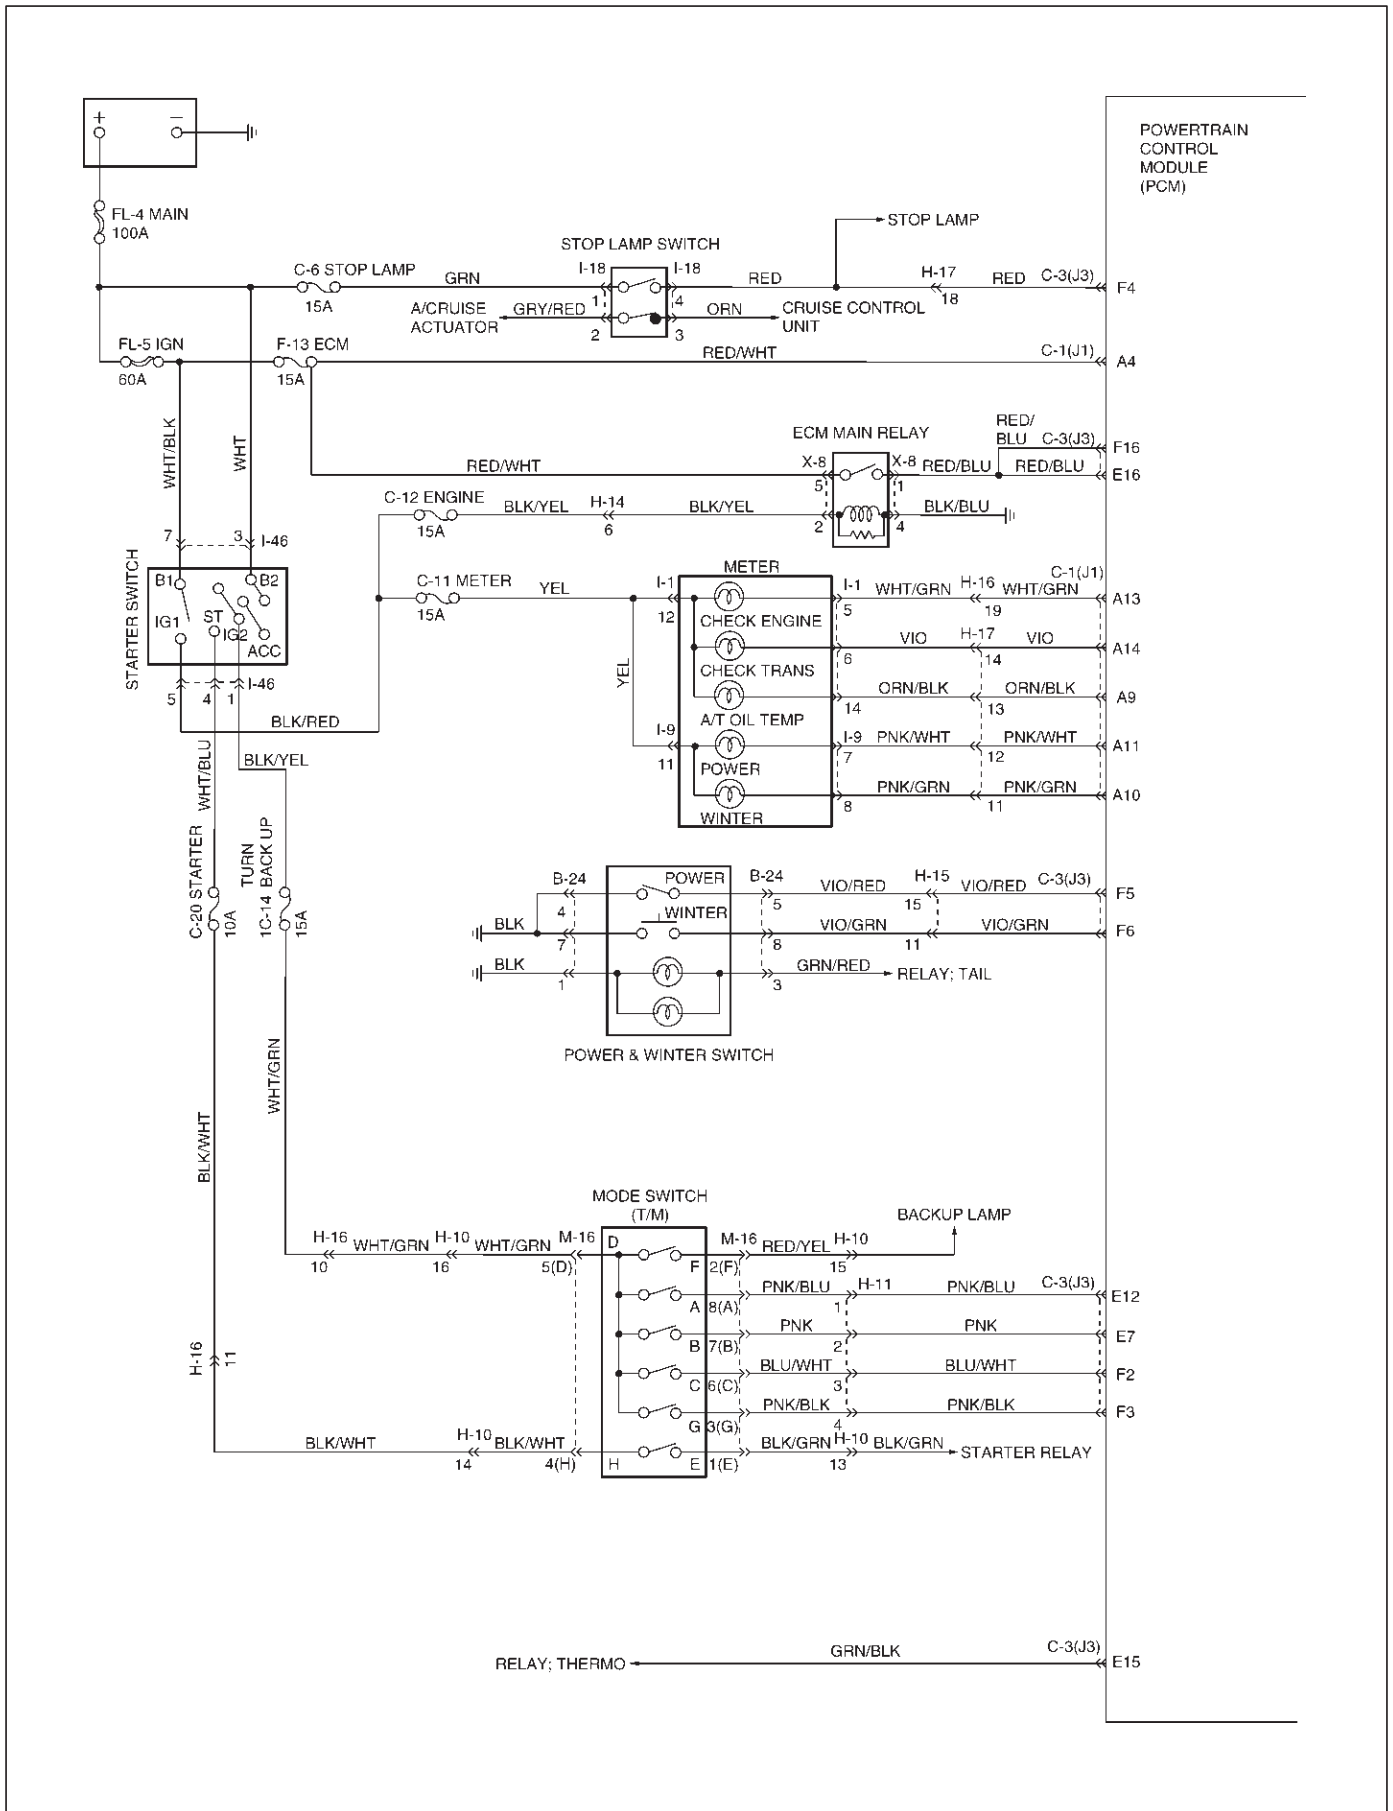 + −
POWERTRAIN
CONTROL
MODULE
(PCM)
FL-4 MAIN
100A
STOP LAMP
STOP LAMP SWITCH
C-6 STOP LAMP
15A
GRN
I-18
I-18
1
4
RED
H-17
18
RED
C-3(J3)
F4
A/CRUISE
ACTUATOR
GRY/RED
2
3
ORN
CRUISE CONTROL
UNIT
FL-5 IGN
60A
F-13 ECM
15A
RED/WHT
C-1(J1)
A4
WHT/BLK
WHT
ECM MAIN RELAY
RED/
BLU
C-3(J3)
F16
RED/WHT
X-8
5
X-8
1
RED/BLU
RED/BLU
E16
C-12 ENGINE
15A
BLK/YEL
H-14
6
BLK/YEL
2
4
BLK/BLU
7
3
I-46
STARTER SWITCH
B1
B2
IG1
ST
IG2
ACC
5
4
1
I-46
BLK/RED
C-11 METER
15A
YEL
YEL
METER
I-1
12
I-1
5
CHECK ENGINE
WHT/GRN
H-16
19
WHT/GRN
C-1(J1)
A13
6
CHECK TRANS
VIO
H-17
14
VIO
A14
14
A/T OIL TEMP
ORN/BLK
13
ORN/BLK
A9
I-9
11
I-9
7
POWER
PNK/WHT
12
PNK/WHT
A11
8
WINTER
PNK/GRN
11
PNK/GRN
A10
WHT/BLU
BLK/YEL
C-20 STARTER
10A
TURN
1C-14 BACK UP
15A
B-24
4
POWER
B-24
5
VIO/RED
H-15
15
VIO/RED
C-3(J3)
F5
BLK
7
WINTER
8
VIO/GRN
11
VIO/GRN
F6
BLK
1
3
GRN/RED
RELAY; TAIL
POWER & WINTER SWITCH
WHT/GRN
BLK/WHT
MODE SWITCH
(T/M)
BACKUP LAMP
H-16
10
WHT/GRN
H-10
16
WHT/GRN
M-16
5(D)
D
F
M-16
2(F)
RED/YEL
H-10
15
A
8(A)
PNK/BLU
H-11
1
PNK/BLU
C-3(J3)
E12
B
7(B)
PNK
2
PNK
E7
C
6(C)
BLU/WHT
3
BLU/WHT
F2
G
3(G)
PNK/BLK
4
PNK/BLK
F3
H-16
11
BLK/WHT
H-10
14
BLK/WHT
4(H)
H
E
1(E)
BLK/GRN
H-10
13
BLK/GRN
STARTER RELAY
RELAY; THERMO
GRN/BLK
C-3(J3)
E15